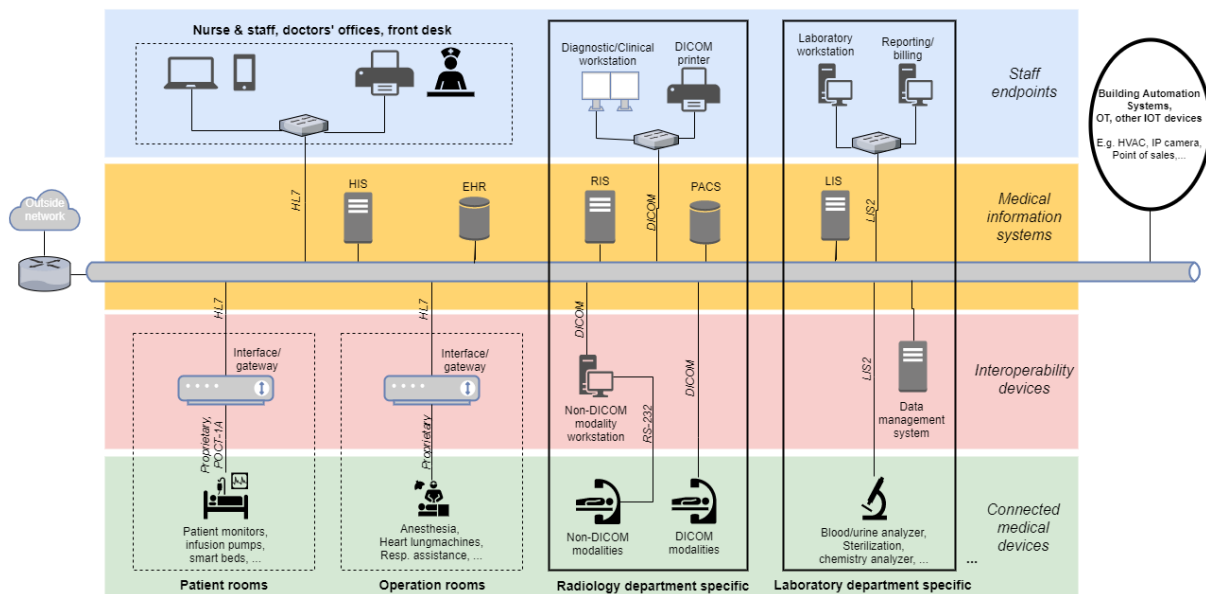 Nurse & staff, doctors' offices, front desk
Diagnostic/Clinical
workstation
DICOM
printer
Laboratory
workstation
Reporting/
billing
Staff
endpoints
Building Automation
Systems,
OT, other IOT devices
E.g. HVAC, IP camera,
Point of sales,...
Outside
network
HL7
HIS
EHR
RIS
DICOM
PACS
LIS
LIS2
Medical
information
systems
HL7
Interface/
gateway
Proprietary,
POCT-1A
HL7
Interface/
gateway
Proprietary
DICOM
Non-DICOM
modality
workstation
RS-232
DICOM
LIS2
Data
management
system
Interoperability
devices
Patient monitors,
infusion pumps,
smart beds, ...
Anesthesia,
Heart lungmachines,
Resp. assistance, ...
Non-DICOM
modalities
DICOM
modalities
Blood/urine analyzer,
Sterilization,
chemistry analyzer, ...
...
Connected
medical
devices
Patient rooms
Operation rooms
Radiology department specific
Laboratory department specific